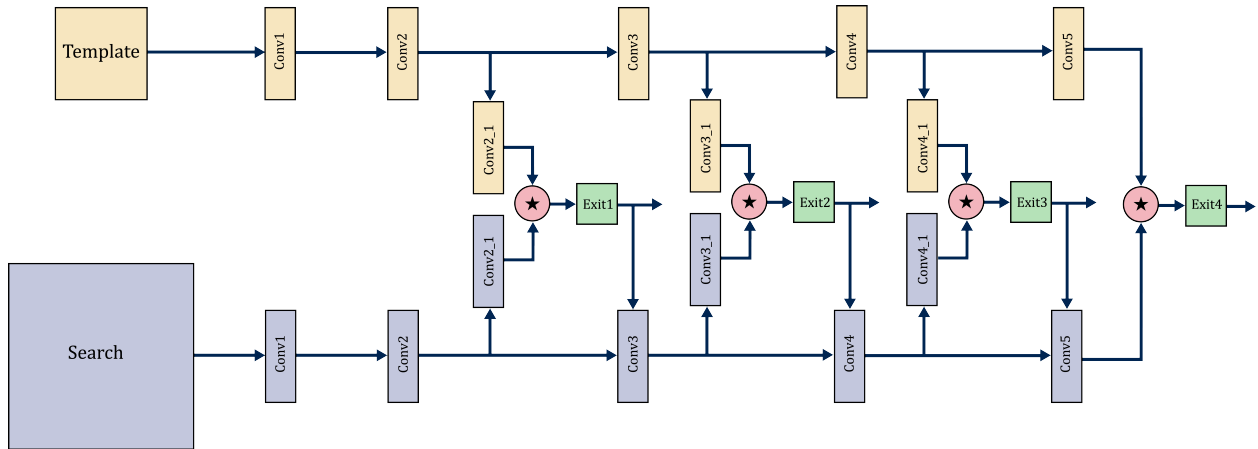 Template
Conv1
Conv2
Conv3
Conv4
Conv5
Conv2_1
Conv3_1
Conv4_1
Exit1
Exit2
Exit3
Exit4
Conv2_1
Conv3_1
Conv4_1
Search
Conv1
Conv2
Conv3
Conv4
Conv5